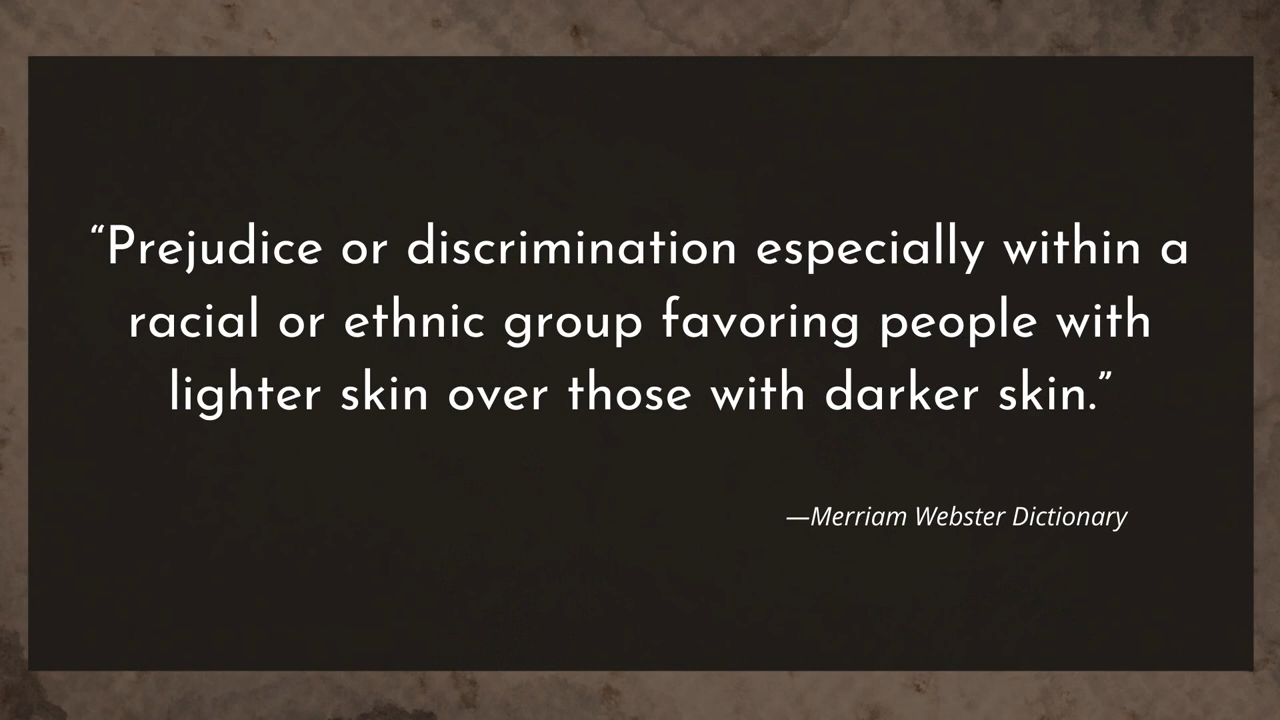 “Prejudice or discrimination especially within a
racial or ethnic group favoring people with
lighter skin over those with darker skin.”
—Merriam Webster Dictionary